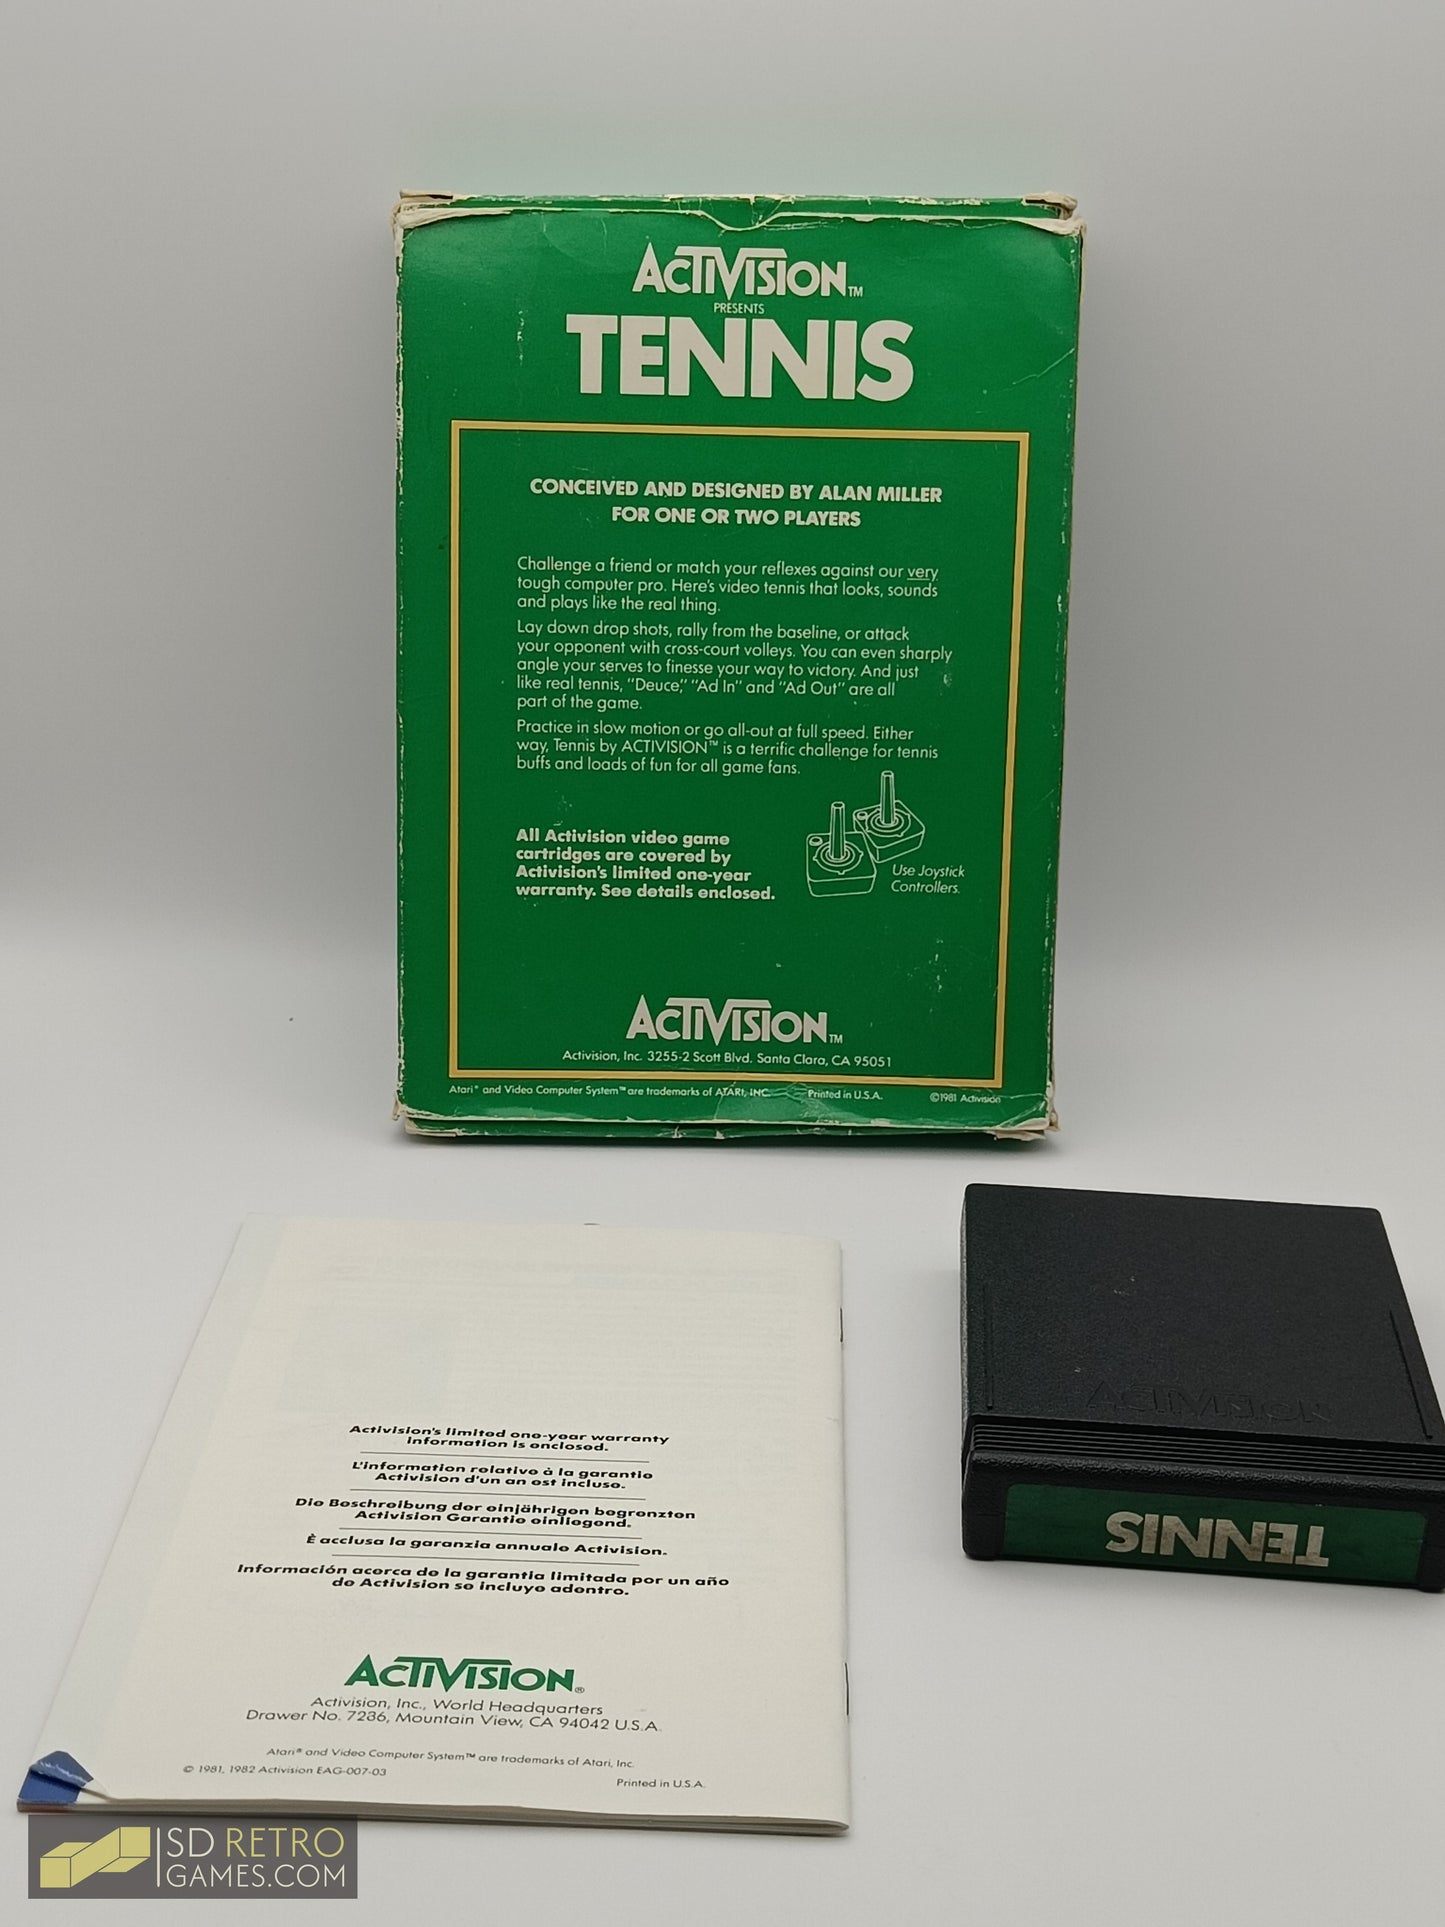 ACTIVISION™
PRESENTS
TENNIS
CONCEIVED AND DESIGNED BY ALAN MILLER
FOR ONE OR TWO PLAYERS
Challenge a friend or match your reflexes against our very
tough computer pro. Here's video tennis that looks, sounds
and plays like the real thing.
Lay down drop shots, rally from the baseline, or attack
your opponent with cross-court volleys. You can even sharply
angle your serves to finesse your way to victory. And just
like real tennis, "Deuce," "Ad In" and "Ad Out" are all
part of the game.
Practice in slow motion or go all-out at full speed. Either
way, Tennis by ACTIVISION™ is a terrific challenge for tennis
buffs and loads of fun for all game fans.
All Activision video game
cartridges are covered by
Activision's limited one-year
warranty. See details enclosed.
Use Joystick
Controllers.
ACTIVISION™
Activision, Inc. 3255-2 Scott Blvd. Santa Clara, CA 95051
Atari® and Video Computer System™ are trademarks of ATARI, INC. Printed in U.S.A. ©1981 Activision
ACTIVISION
TENNIS
Activision's limited one-year warranty
information is enclosed.
L'information relative à la garantie
Activision d'un an est incluse.
Die Beschreibung der einjährigen begrenzten
Activision Garantie einliegend.
È acclusa la garanzia annuale Activision.
Información acerca de la garantía limitada por un año
de Activision se incluye adentro.
ACTIVISION®
Activision, Inc., World Headquarters
Drawer No. 7286, Mountain View, CA 94042 U.S.A.
Atari® and Video Computer System™ are trademarks of Atari, Inc.
© 1981, 1982 Activision EAG-007-03 Printed in U.S.A.
SD RETRO
GAMES.COM